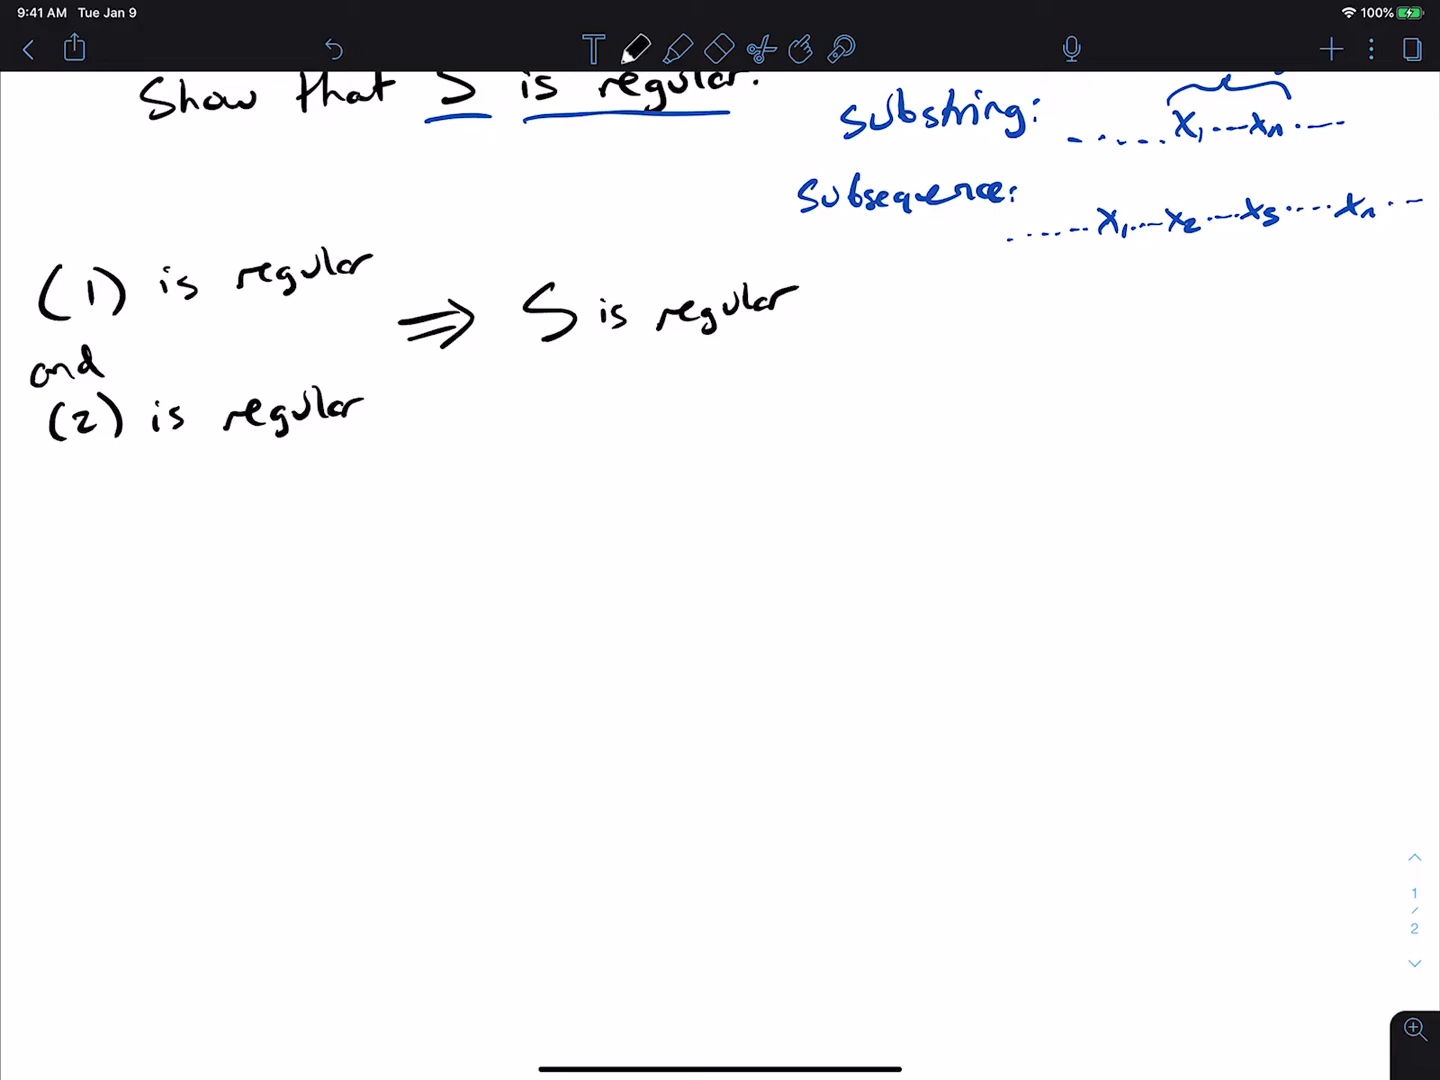 9:41 AM Tue Jan 9
100%
Show that S is regular.
substring: ...... x₁ --- xₙ ----
subsequence: ...... x₁ ... x₂ ... x₃ .... xₙ ...
(1) is regular
and
(2) is regular
⇒ S is regular
1
/
2